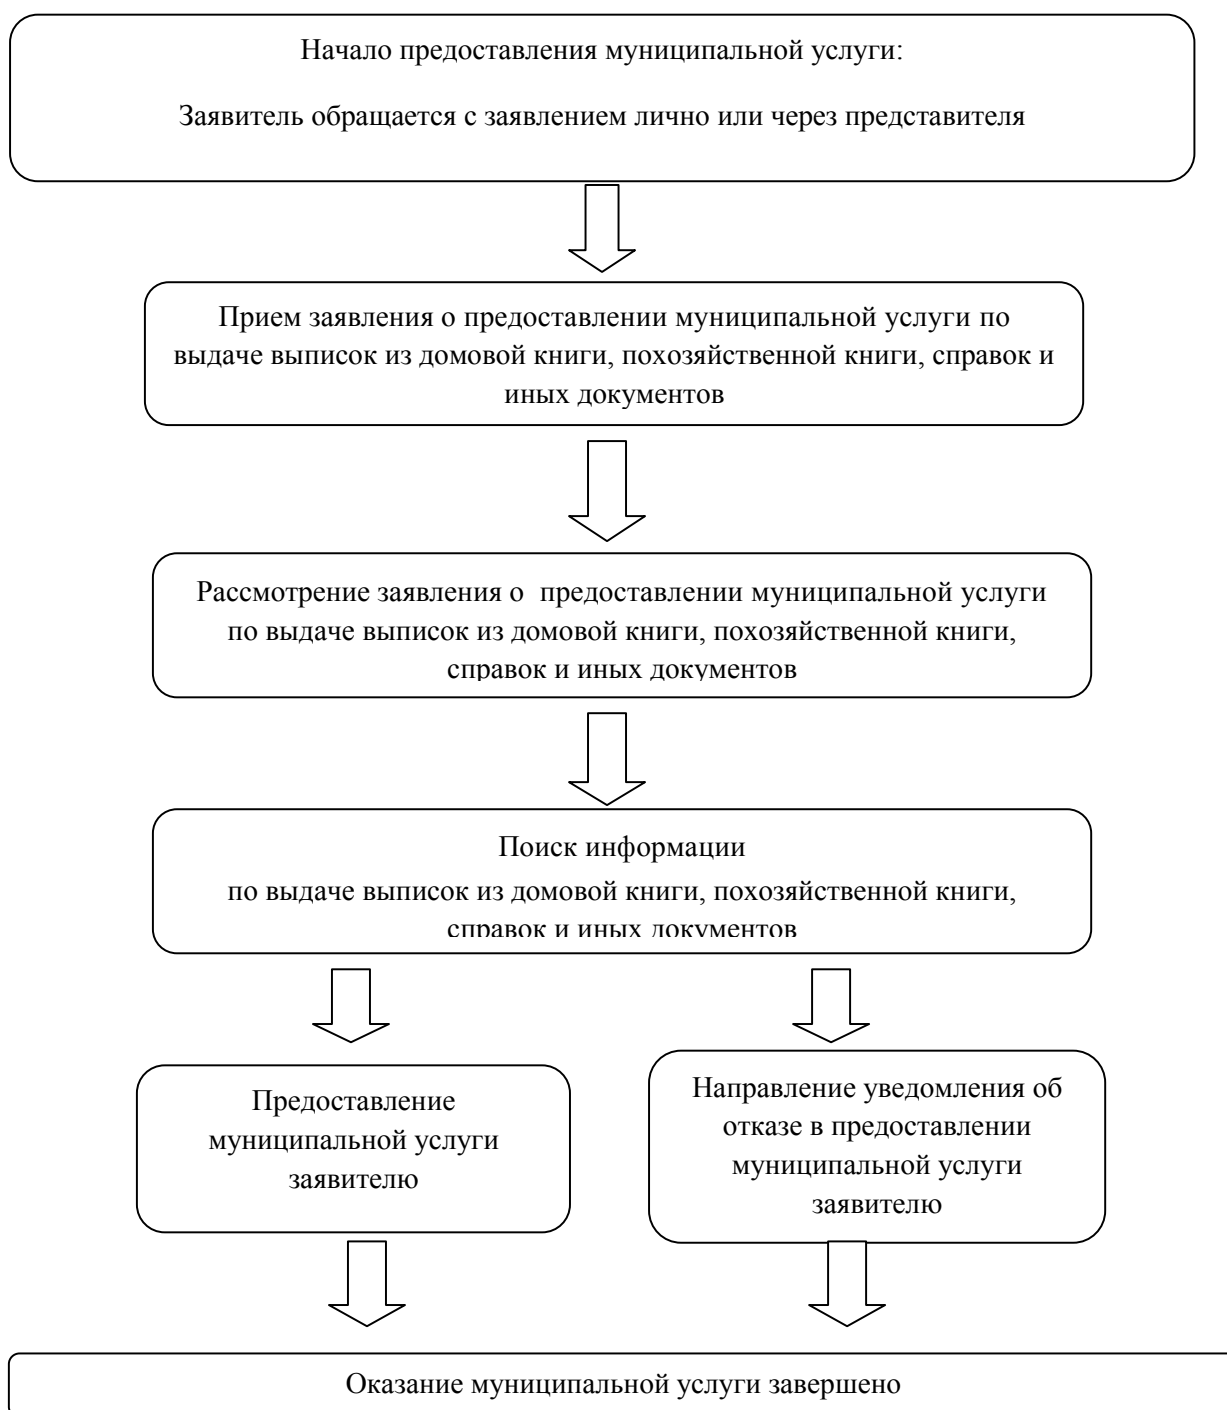 Начало предоставления муниципальной услуги:
Заявитель обращается с заявлением лично или через представителя
Прием заявления о предоставлении муниципальной услуги по
выдаче выписок из домовой книги, похозяйственной книги, справок и
иных документов
Рассмотрение заявления о предоставлении муниципальной услуги
по выдаче выписок из домовой книги, похозяйственной книги,
справок и иных документов
Поиск информации
по выдаче выписок из домовой книги, похозяйственной книги,
справок и иных документов
Предоставление
муниципальной услуги
заявителю
Направление уведомления об
отказе в предоставлении
муниципальной услуги
заявителю
Оказание муниципальной услуги завершено